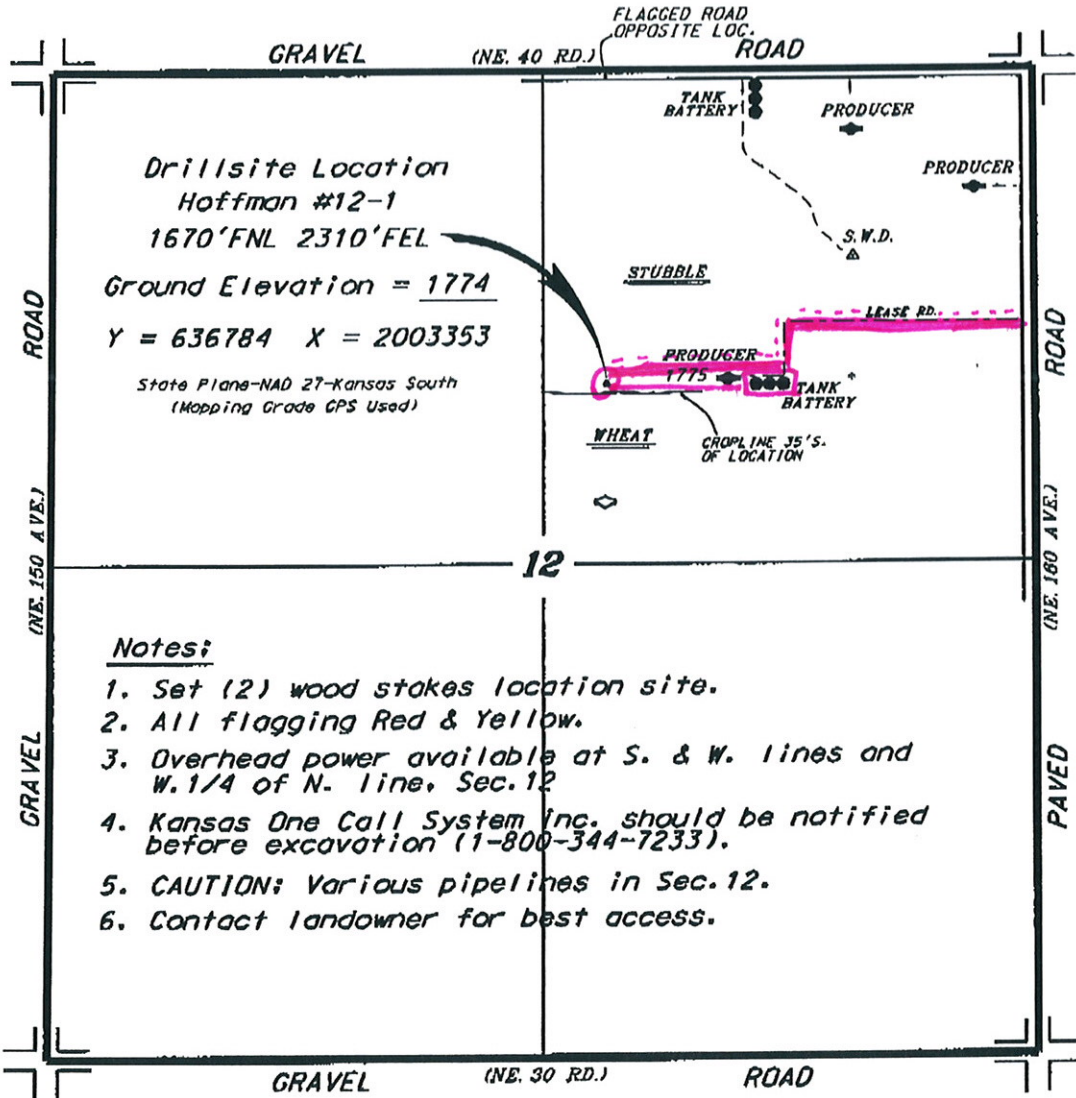 FLAGGED ROAD
OPPOSITE LOC.
GRAVEL (NE. 40 RD.) ROAD
TANK
BATTERY
PRODUCER
PRODUCER
Drillsite Location
Hoffman #12-1
1670'FNL 2310'FEL
S.W.D.
STUBBLE
Ground Elevation = 1774
LEASE RD.
Y = 636784 X = 2003353
PRODUCER
1775
State Plane-NAD 27-Kansas South
(Mapping Grade GPS Used)
TANK
BATTERY
WHEAT
CROPLINE 35'S.
OF LOCATION
ROAD
(NE. 150 AVE.)
GRAVEL
ROAD
(NE. 160 AVE.)
PAVED
12
Notes:
1. Set (2) wood stakes location site.
2. All flagging Red & Yellow.
3. Overhead power available at S. & W. lines and
W.1/4 of N. line, Sec.12
4. Kansas One Call System Inc. should be notified
before excavation (1-800-344-7233).
5. CAUTION: Various pipelines in Sec.12.
6. Contact landowner for best access.
GRAVEL (NE. 30 RD.) ROAD